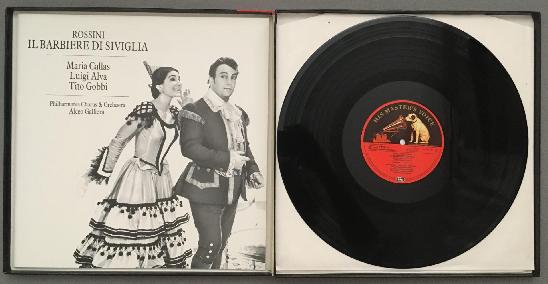 ROSSINI
IL BARBIERE DI SIVIGLIA
Maria Callas
Luigi Alva
Tito Gobbi
Philharmonia Chorus & Orchestra
Alceo Galliera
HIS MASTER'S VOICE
EMI